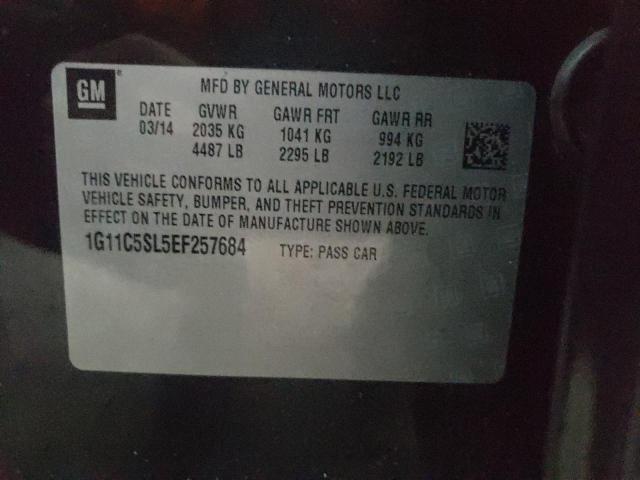 GM ®
MFD BY GENERAL MOTORS LLC
DATE GVWR GAWR FRT GAWR RR
03/14 2035 KG 1041 KG 994 KG
4487 LB 2295 LB 2192 LB
THIS VEHICLE CONFORMS TO ALL APPLICABLE U.S. FEDERAL MOTOR
VEHICLE SAFETY, BUMPER, AND THEFT PREVENTION STANDARDS IN
EFFECT ON THE DATE OF MANUFACTURE SHOWN ABOVE.
1G11C5SL5EF257684 TYPE: PASS CAR